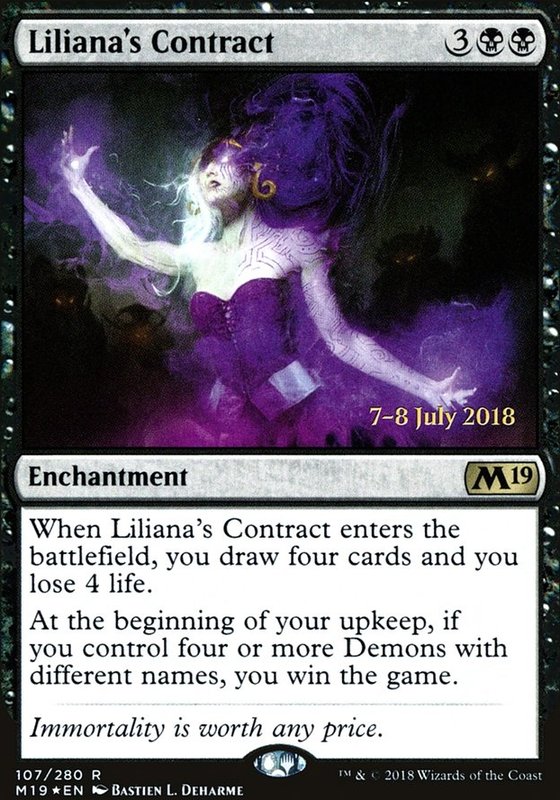 Liliana's Contract 3
7–8 July 2018
Enchantment M19
When Liliana's Contract enters the
battlefield, you draw four cards and you
lose 4 life.
At the beginning of your upkeep, if
you control four or more Demons with
different names, you win the game.
Immortality is worth any price.
107/280 R
M19★EN Bastien L. Deharme
™ & © 2018 Wizards of the Coast